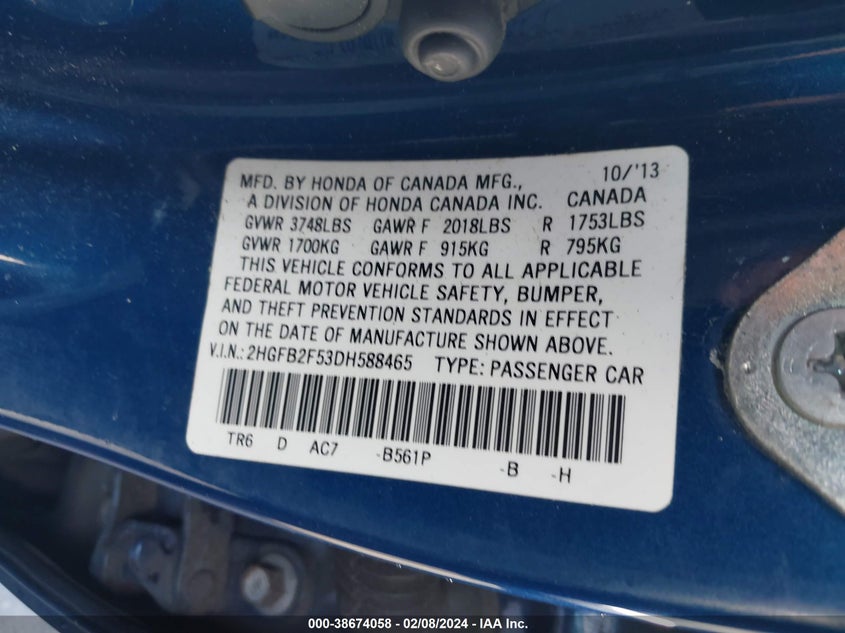 MFD. BY HONDA OF CANADA MFG., 10/'13
A DIVISION OF HONDA CANADA INC. CANADA
GVWR 3748LBS GAWR F 2018LBS R 1753LBS
GVWR 1700KG GAWR F 915KG R 795KG
THIS VEHICLE CONFORMS TO ALL APPLICABLE
FEDERAL MOTOR VEHICLE SAFETY, BUMPER,
AND THEFT PREVENTION STANDARDS IN EFFECT
ON THE DATE OF MANUFACTURE SHOWN ABOVE.
V.I.N.: 2HGFB2F53DH588465 TYPE: PASSENGER CAR
TR6 D AC7 -B561P -B -H
000-38674058 - 02/08/2024 - IAA Inc.